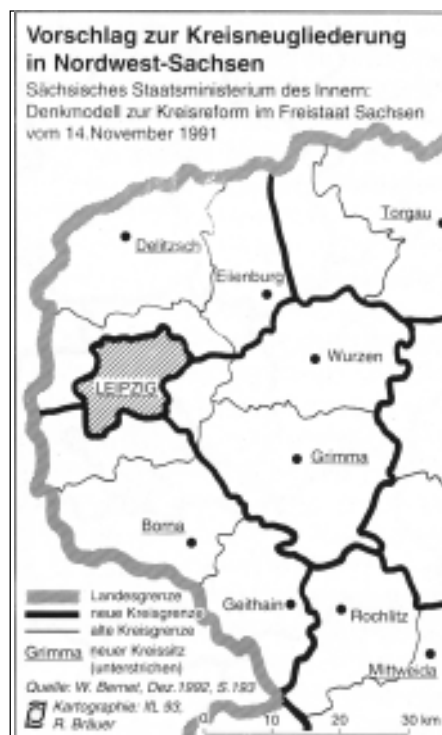 Vorschlag zur Kreisneugliederung
in Nordwest-Sachsen
Sächsisches Staatsministerium des Innern:
Denkmodell zur Kreisreform im Freistaat Sachsen
vom 14.November 1991
Torgau
Delitzsch
Eilenburg
Wurzen
LEIPZIG
Grimma
Borna
Geithain
Rochlitz
Mittweida
Landesgrenze
neue Kreisgrenze
alte Kreisgrenze
Grimma neuer Kreissitz
(unterstrichen)
Quelle: W. Bernet, Dez.1992, S.193
Kartographie: IfL 93,
R. Bräuer
0 10 20 30 km